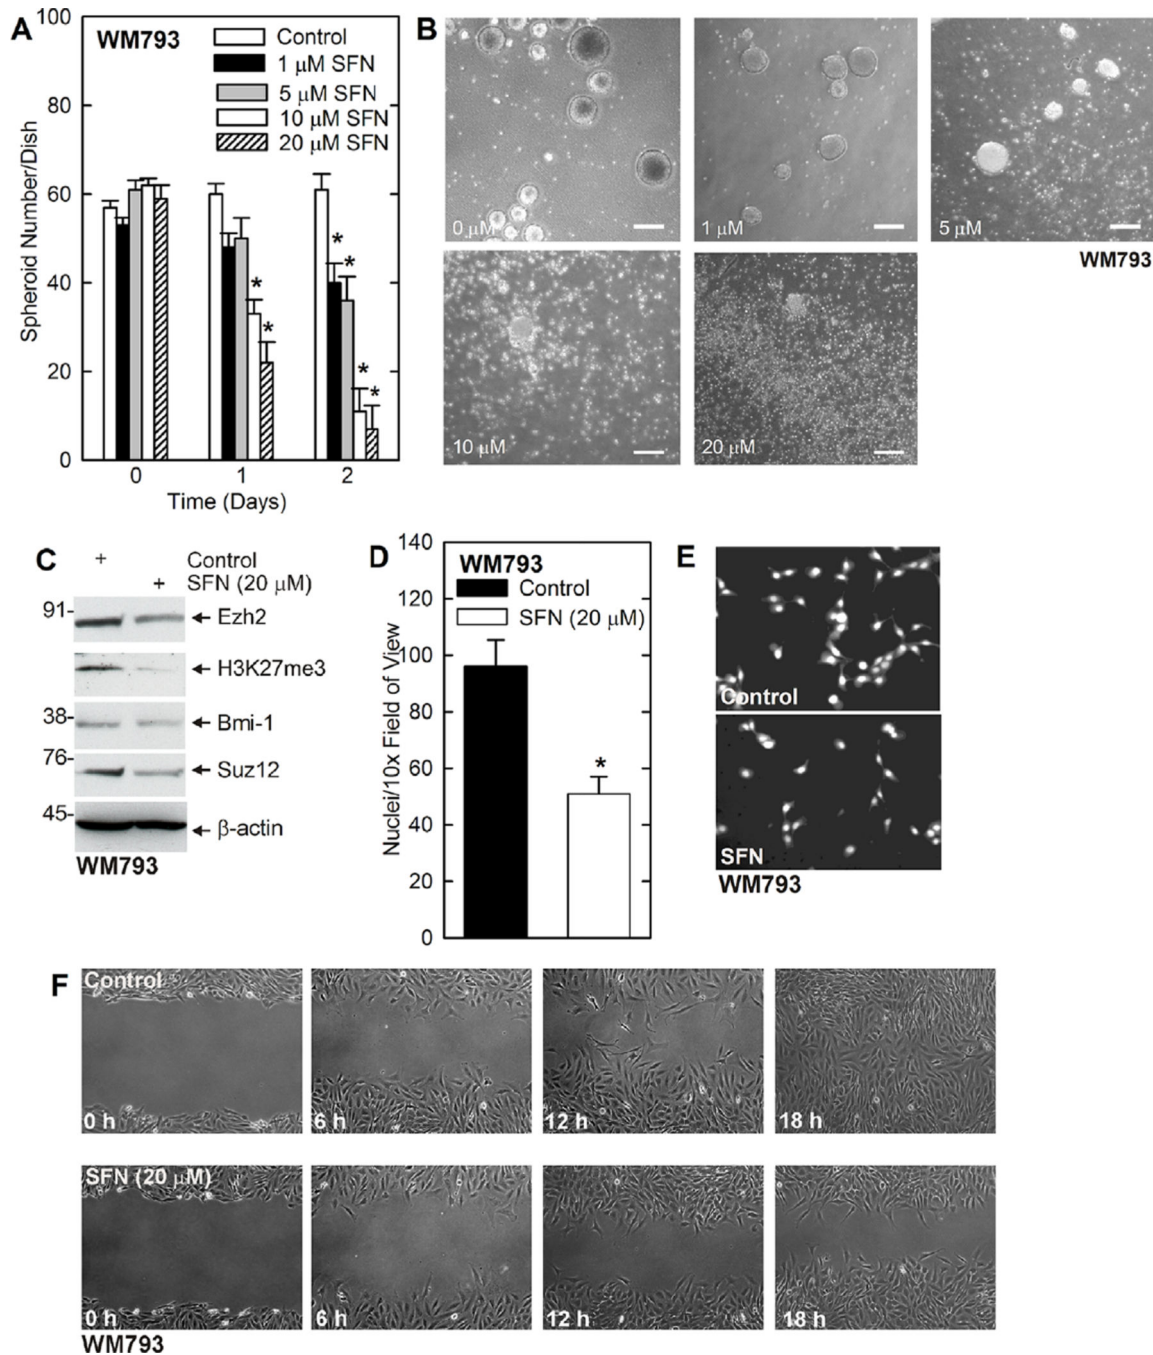 A
WM793
Control
1 μM SFN
5 μM SFN
10 μM SFN
20 μM SFN
100
80
60
40
20
0
Spheroid Number/Dish
*
*
*
*
*
*
0
1
2
Time (Days)
B
0 μM
1 μM
5 μM
WM793
10 μM
20 μM
C
+ Control
+ SFN (20 μM)
91- Ezh2
H3K27me3
38- Bmi-1
76- Suz12
45- β-actin
WM793
D
WM793
Control
SFN (20 μM)
140
120
100
80
60
40
20
0
Nuclei/10x Field of View
*
E
Control
SFN
WM793
F
Control
0 h
6 h
12 h
18 h
SFN (20 μM)
0 h
6 h
12 h
18 h
WM793